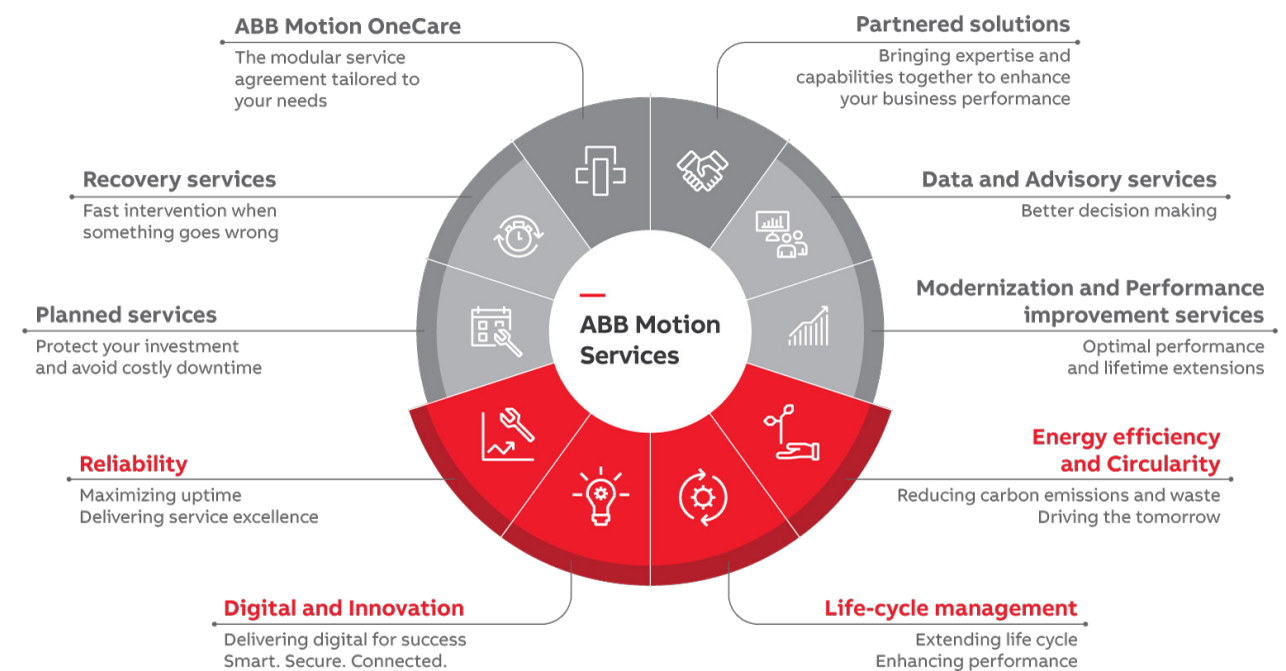 ABB Motion OneCare
The modular service
agreement tailored to
your needs
Partnered solutions
Bringing expertise and
capabilities together to enhance
your business performance
Recovery services
Fast intervention when
something goes wrong
Data and Advisory services
Better decision making
Planned services
Protect your investment
and avoid costly downtime
Modernization and Performance
improvement services
Optimal performance
and lifetime extensions
ABB Motion
Services
Reliability
Maximizing uptime
Delivering service excellence
Energy efficiency
and Circularity
Reducing carbon emissions and waste
Driving the tomorrow
Digital and Innovation
Delivering digital for success
Smart. Secure. Connected.
Life-cycle management
Extending life cycle
Enhancing performance